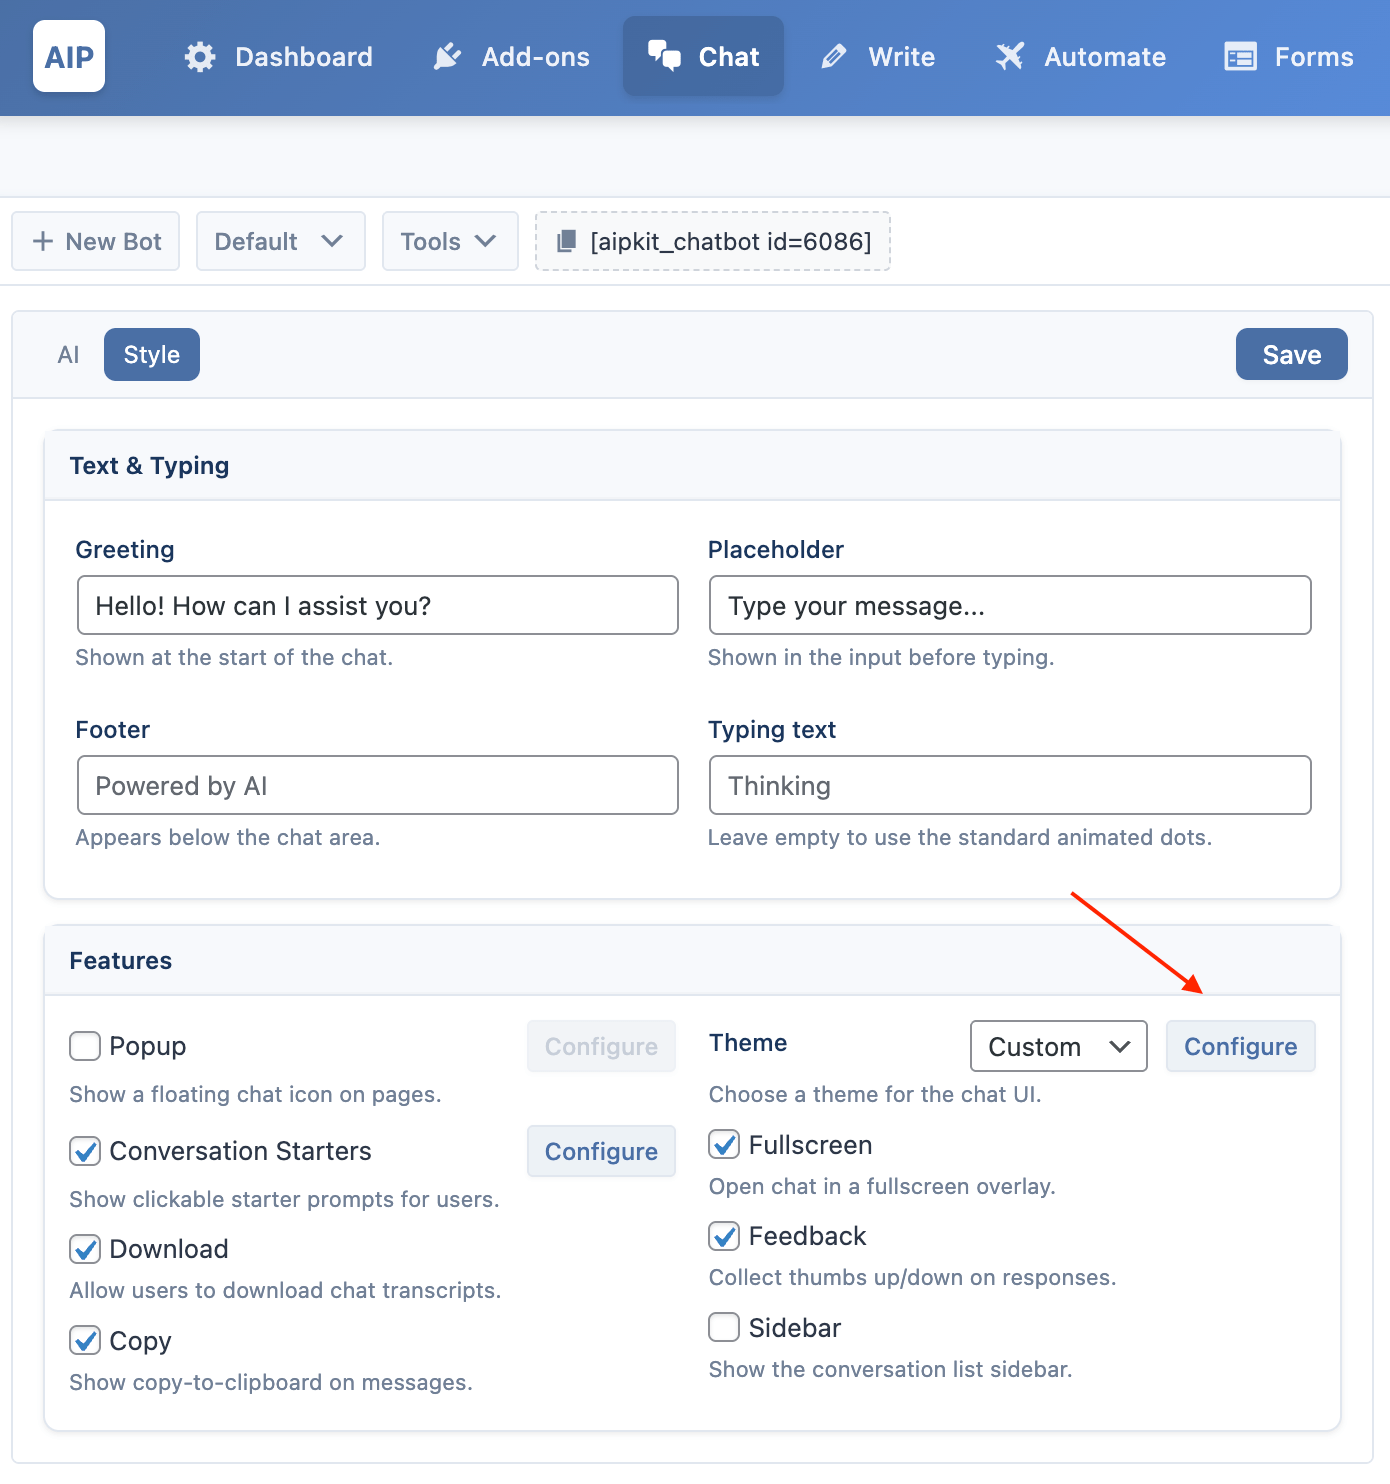 AIP
Dashboard
Add-ons
Chat
Write
Automate
Forms
New Bot
Default
Tools
[aipkit_chatbot id=6086]
AI
Style
Save
Text & Typing
Greeting
Hello! How can I assist you?
Shown at the start of the chat.
Placeholder
Type your message...
Shown in the input before typing.
Footer
Powered by AI
Appears below the chat area.
Typing text
Thinking
Leave empty to use the standard animated dots.
Features
Popup
Configure
Show a floating chat icon on pages.
Conversation Starters
Configure
Show clickable starter prompts for users.
Download
Allow users to download chat transcripts.
Copy
Show copy-to-clipboard on messages.
Theme
Custom
Configure
Choose a theme for the chat UI.
Fullscreen
Open chat in a fullscreen overlay.
Feedback
Collect thumbs up/down on responses.
Sidebar
Show the conversation list sidebar.